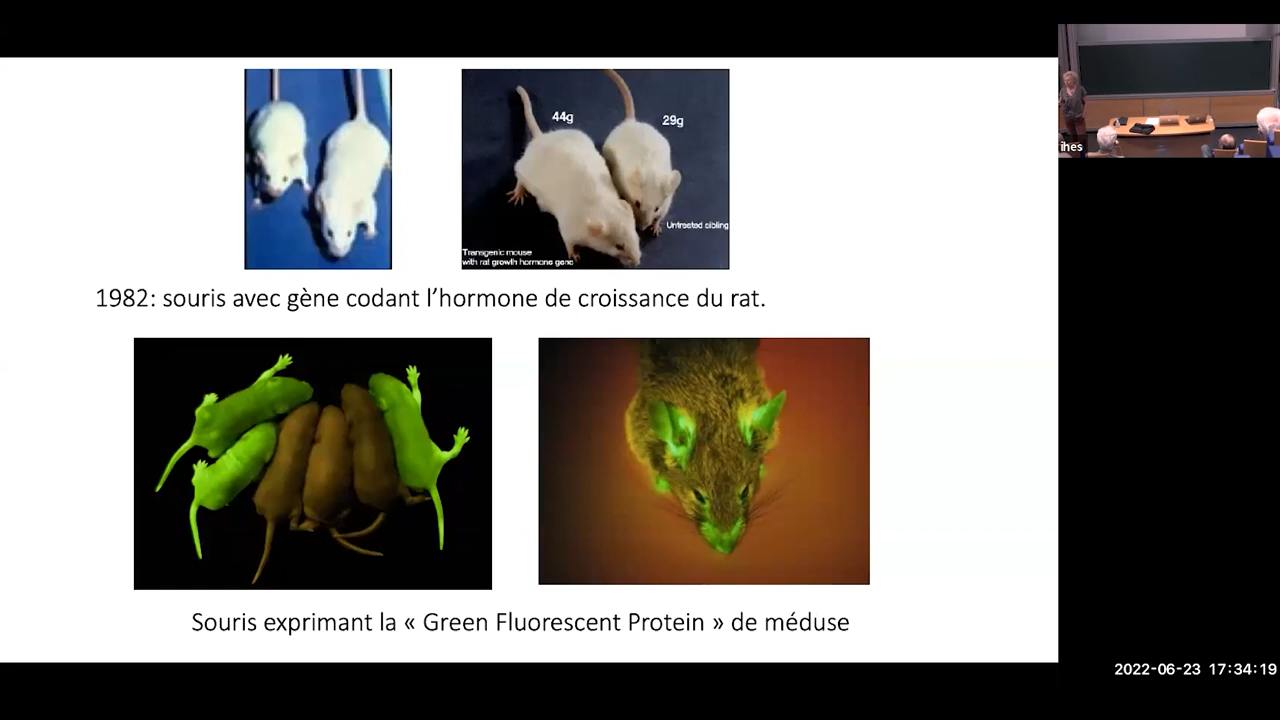 44g
29g
Untreated sibling
Transgenic mouse
with rat growth hormone gene
1982: souris avec gène codant l’hormone de croissance du rat.
Souris exprimant la « Green Fluorescent Protein » de méduse
ihes
2022-06-23 17:34:19